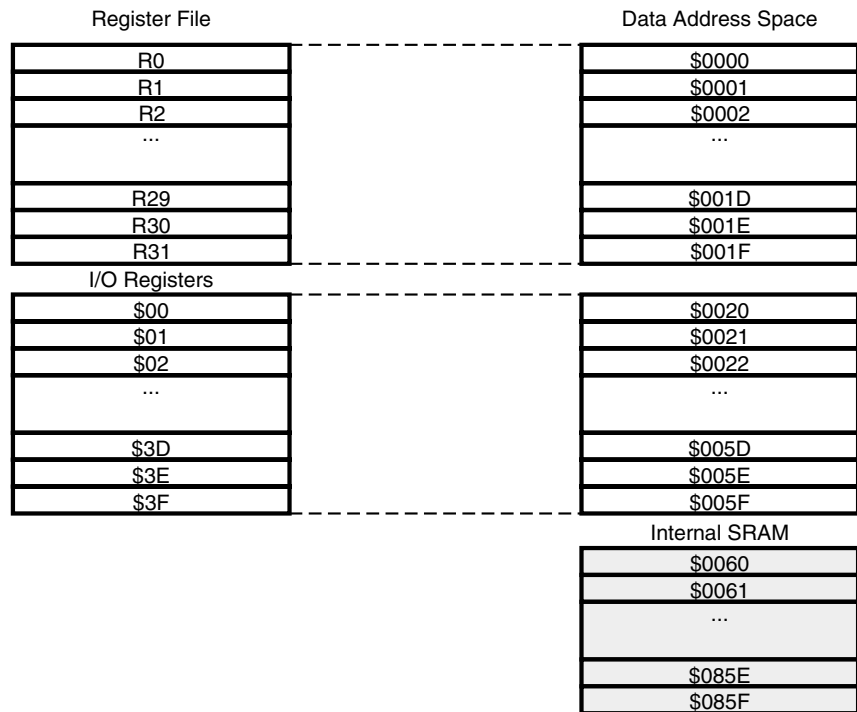 Register File Data Address Space
R0 $0000
R1 $0001
R2 $0002
... ...
R29 $001D
R30 $001E
R31 $001F
I/O Registers
$00 $0020
$01 $0021
$02 $0022
... ...
$3D $005D
$3E $005E
$3F $005F
Internal SRAM
$0060
$0061
...
$085E
$085F